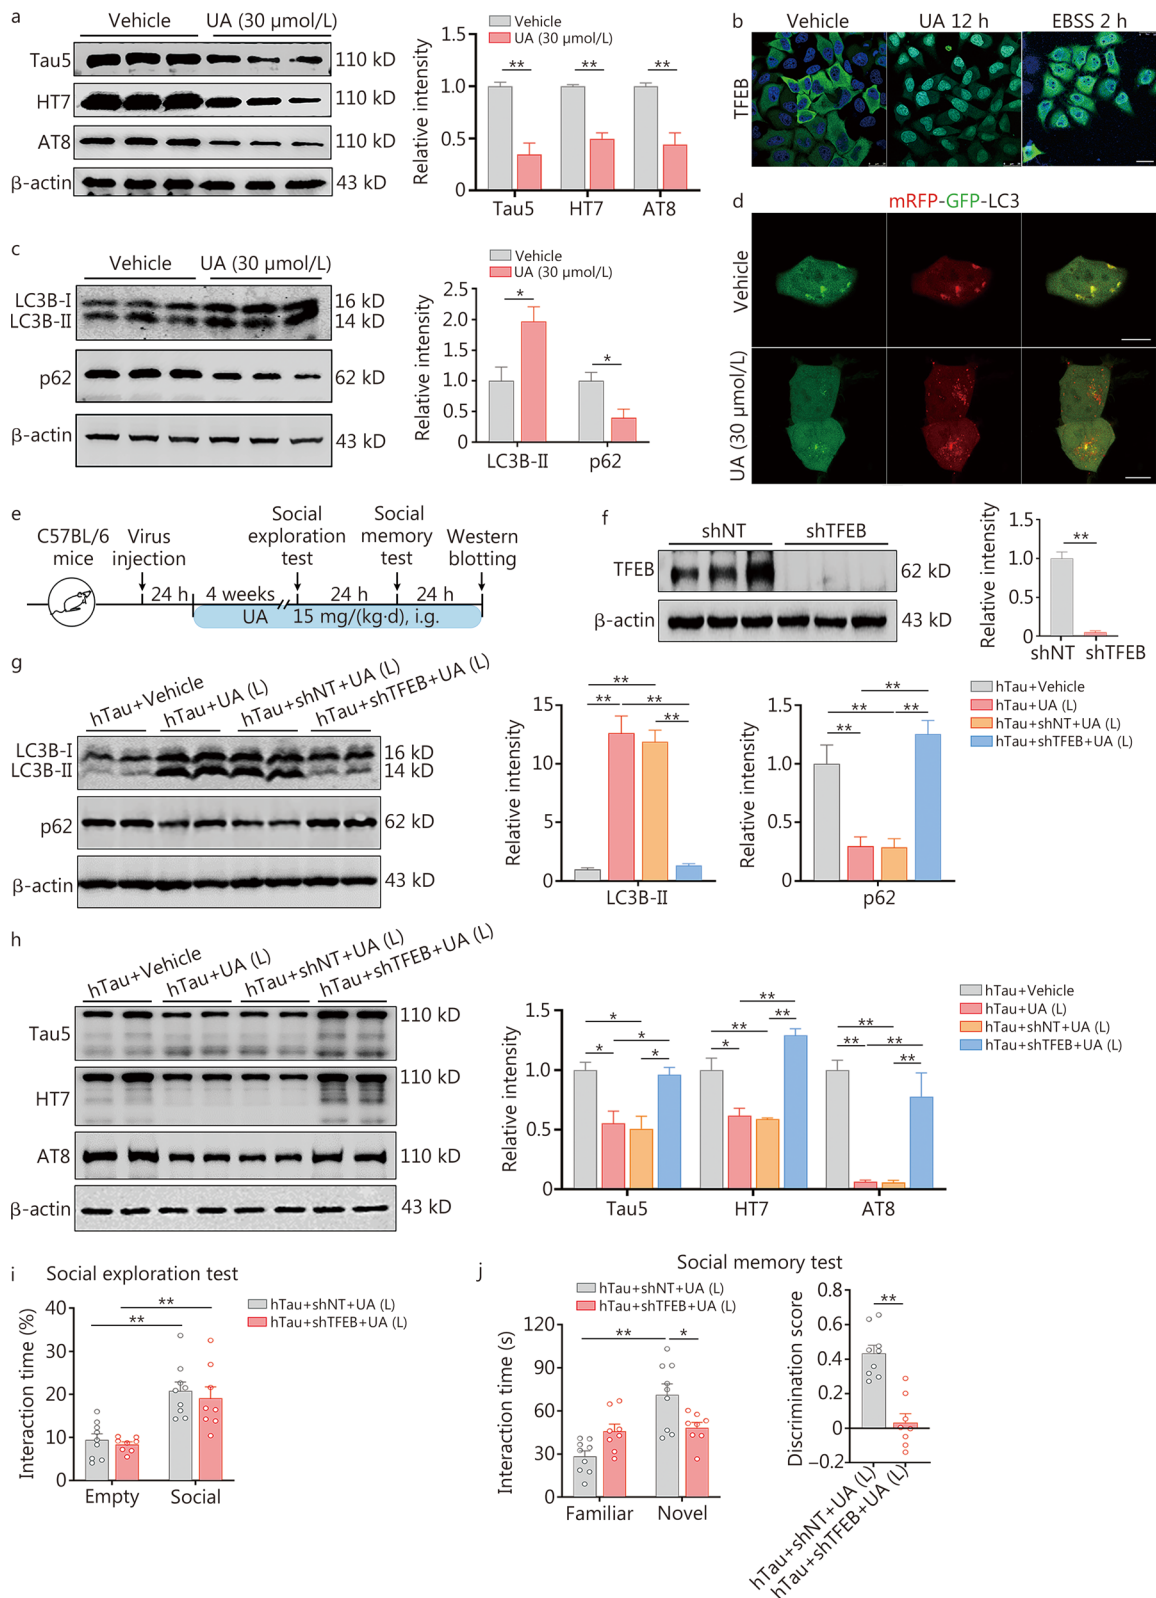 a
Vehicle UA (30 μmol/L)
Tau5 110 kD
HT7 110 kD
AT8 110 kD
β-actin 43 kD
Vehicle
UA (30 μmol/L)
Relative intensity
1.5
1.0
0.5
0
** ** **
Tau5 HT7 AT8
b
Vehicle UA 12 h EBSS 2 h
TFEB
c
Vehicle UA (30 μmol/L)
LC3B-I 16 kD
LC3B-II 14 kD
p62 62 kD
β-actin 43 kD
Vehicle
UA (30 μmol/L)
Relative intensity
2.5
2.0
1.5
1.0
0.5
0
* *
LC3B-II p62
d
mRFP-GFP-LC3
Vehicle
UA (30 μmol/L)
e
C57BL/6 mice
Virus injection
Social exploration test
Social memory test
Western blotting
24 h 4 weeks 24 h 24 h
UA 15 mg/(kg·d), i.g.
f
shNT shTFEB
TFEB 62 kD
β-actin 43 kD
Relative intensity
1.5
1.0
0.5
0
**
shNT shTFEB
g
hTau+Vehicle
hTau+UA (L)
hTau+shNT+UA (L)
hTau+shTFEB+UA (L)
LC3B-I 16 kD
LC3B-II 14 kD
p62 62 kD
β-actin 43 kD
Relative intensity
15
10
5
0
**
** **
**
LC3B-II
Relative intensity
1.5
1.0
0.5
0
**
** **
**
p62
hTau+Vehicle
hTau+UA (L)
hTau+shNT+UA (L)
hTau+shTFEB+UA (L)
h
hTau+Vehicle
hTau+UA (L)
hTau+shNT+UA (L)
hTau+shTFEB+UA (L)
Tau5 110 kD
HT7 110 kD
AT8 110 kD
β-actin 43 kD
Relative intensity
1.5
1.0
0.5
0
* * * *
** ** ** *
** ** ** **
Tau5 HT7 AT8
hTau+Vehicle
hTau+UA (L)
hTau+shNT+UA (L)
hTau+shTFEB+UA (L)
i
Social exploration test
hTau+shNT+UA (L)
hTau+shTFEB+UA (L)
Interaction time (%)
40
30
20
10
0
**
**
Empty Social
j
Social memory test
hTau+shNT+UA (L)
hTau+shTFEB+UA (L)
Interaction time (s)
120
90
60
30
0
** *
Familiar Novel
Discrimination score
0.8
0.4
0.2
0
−0.2
**
hTau+shNT+UA (L)
hTau+shTFEB+UA (L)